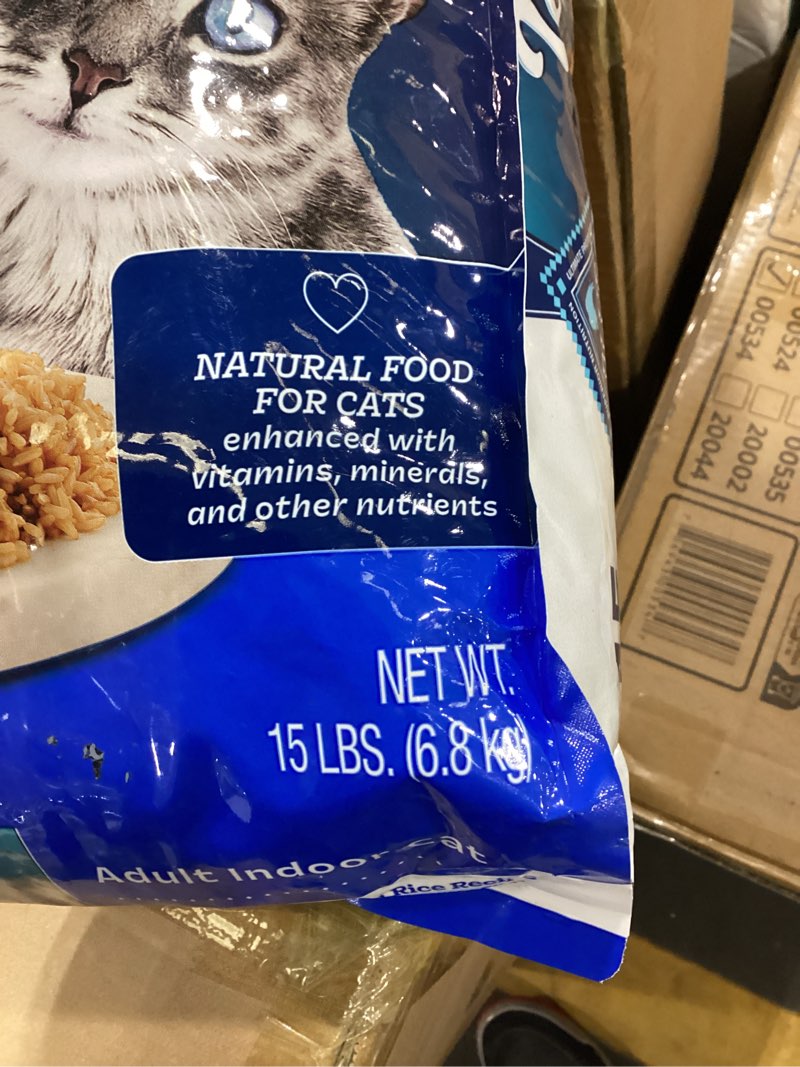 NATURAL FOOD
FOR CATS
enhanced with
vitamins, minerals,
and other nutrients
NET WT.
15 LBS. (6.8 kg)
Adult Indoor Cat
Rice
00524
00535
00534
20002
20044